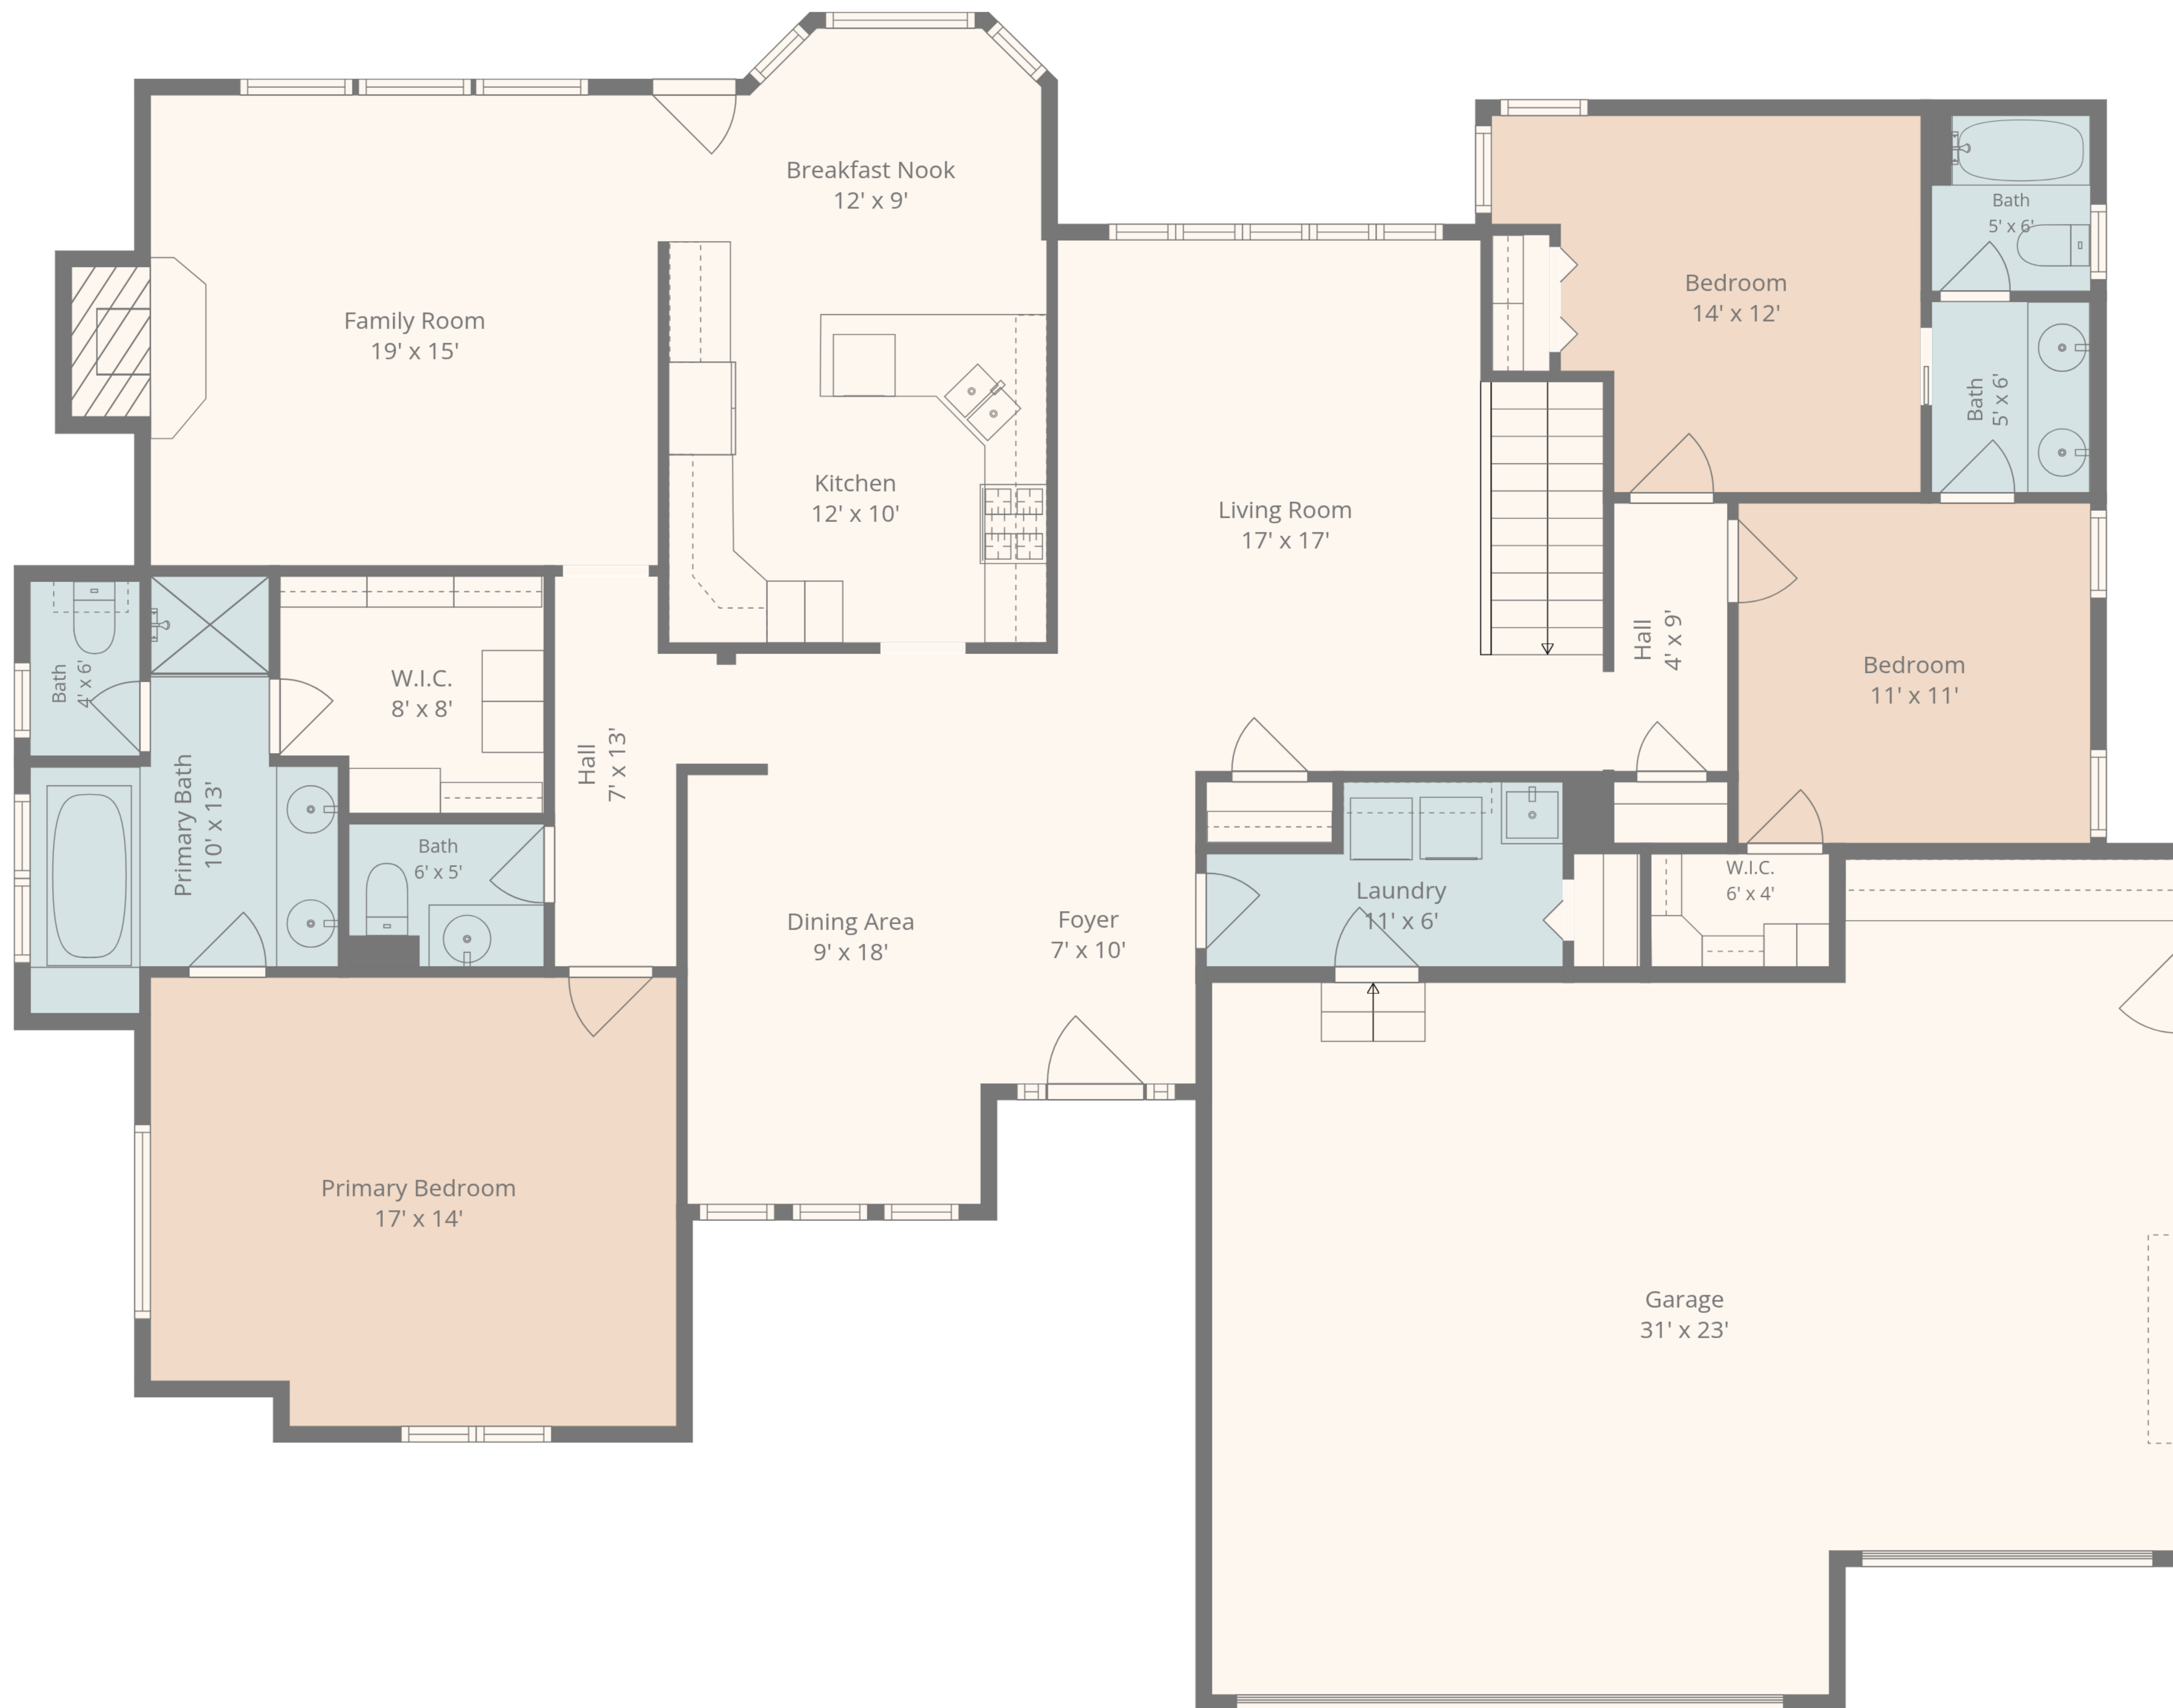 Breakfast Nook
12' x 9'
Family Room
19' x 15'
Bath
5' x 6'
Bedroom
14' x 12'
Bath
5' x 6'
Kitchen
12' x 10'
Living Room
17' x 17'
Hall
4' x 9'
Bedroom
11' x 11'
Bath
4' x 6'
W.I.C.
8' x 8'
Hall
7' x 13'
Primary Bath
10' x 13'
Bath
6' x 5'
Dining Area
9' x 18'
Foyer
7' x 10'
Laundry
11' x 6'
W.I.C.
6' x 4'
Primary Bedroom
17' x 14'
Garage
31' x 23'